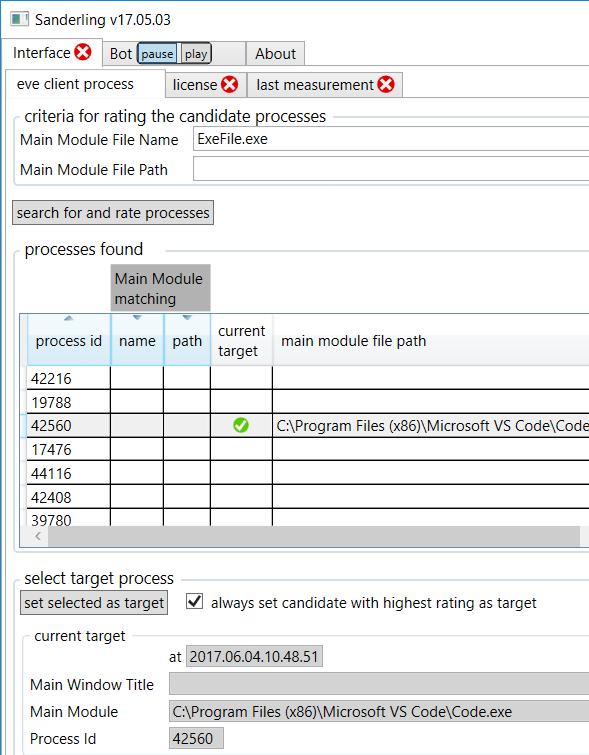 Sanderling v17.05.03
Interface Bot pause play About
eve client process license last measurement
criteria for rating the candidate processes
Main Module File Name ExeFile.exe
Main Module File Path
search for and rate processes
processes found
Main Module
matching
process id name path current target main module file path
42216
19788
42560 C:\Program Files (x86)\Microsoft VS Code\Code
17476
44116
42408
39780
select target process
set selected as target always set candidate with highest rating as target
current target
at 2017.06.04.10.48.51
Main Window Title
Main Module C:\Program Files (x86)\Microsoft VS Code\Code.exe
Process Id 42560